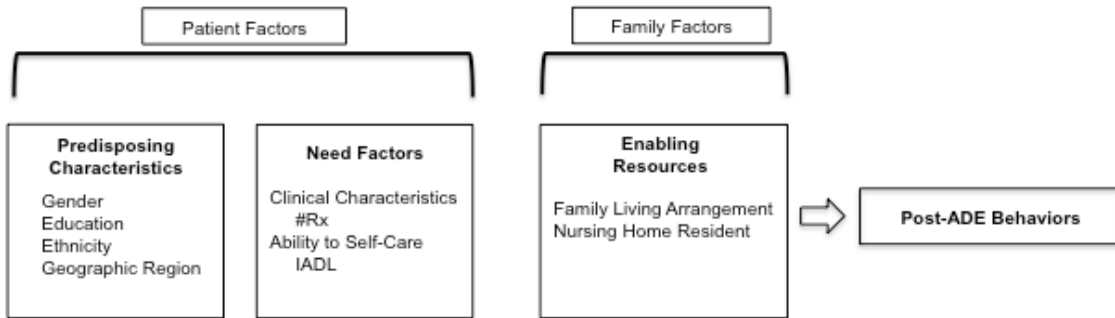 Patient Factors
Family Factors
Predisposing
Characteristics
Gender
Education
Ethnicity
Geographic Region
Need Factors
Clinical Characteristics
#Rx
Ability to Self-Care
IADL
Enabling
Resources
Family Living Arrangement
Nursing Home Resident
Post-ADE Behaviors